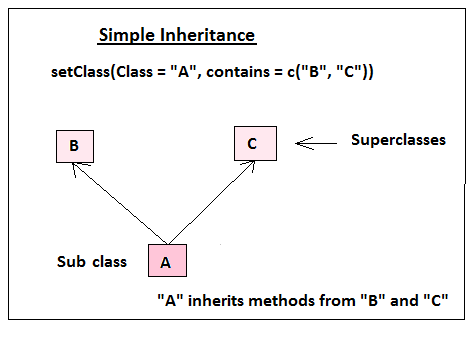 Simple Inheritance
setClass(Class = "A", contains = c("B", "C"))
B
C
Superclasses
Sub class
A
"A" inherits methods from "B" and "C"